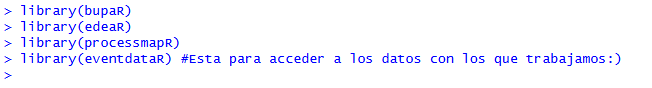 > library(bupaR)
> library(edeaR)
> library(processmapR)
> library(eventdataR) #Esta para acceder a los datos con los que trabajamos:)
>